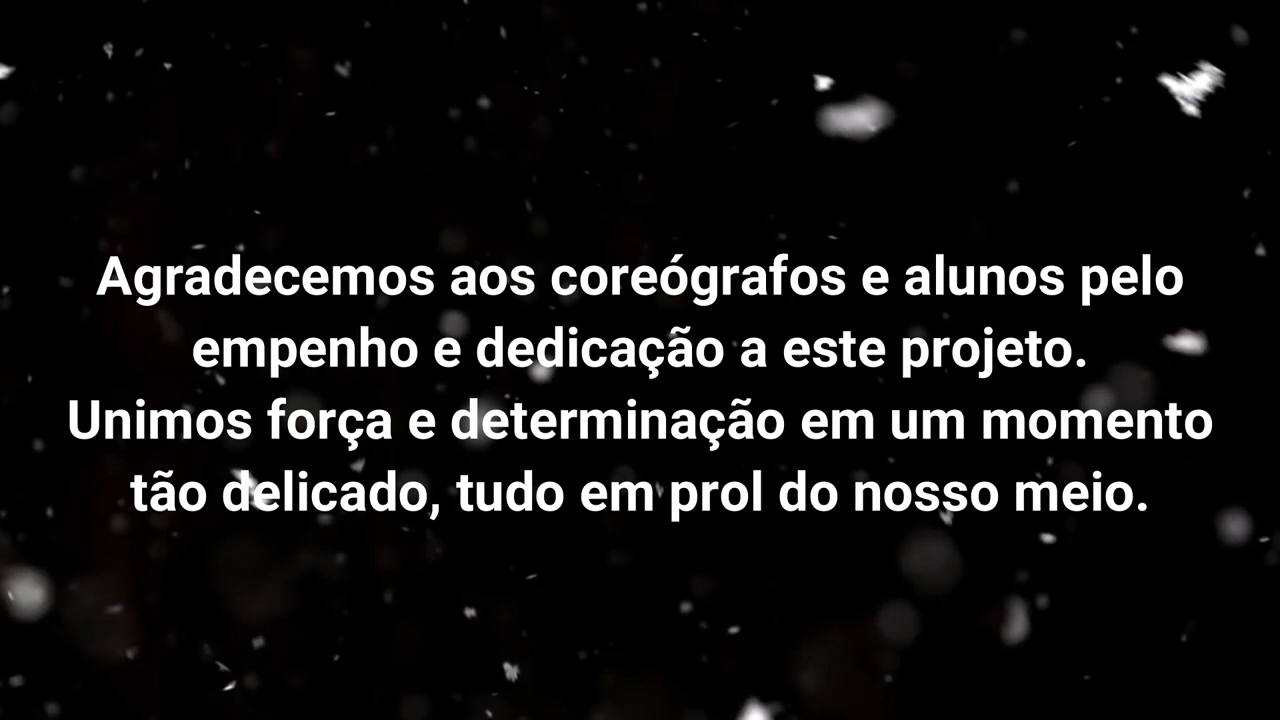 Agradecemos aos coreógrafos e alunos pelo
empenho e dedicação a este projeto.
Unimos força e determinação em um momento
tão delicado, tudo em prol do nosso meio.